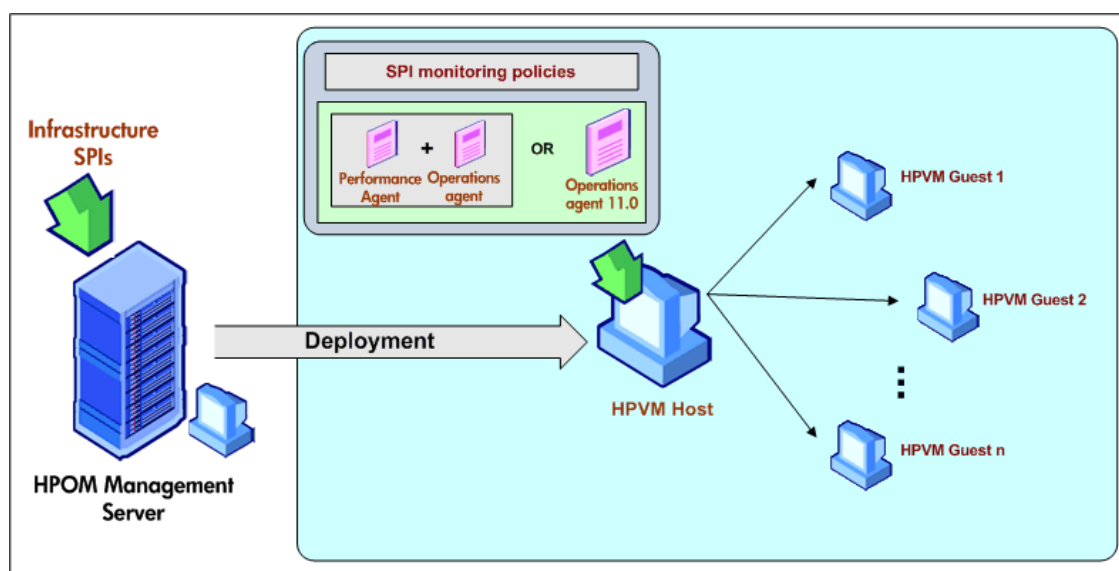 SPI monitoring policies
Infrastructure
SPIs
Performance
Agent
+
Operations
agent
OR
Operations
agent 11.0
HPVM Guest 1
HPVM Guest 2
Deployment
HPVM Host
HPVM Guest n
HPOM Management
Server